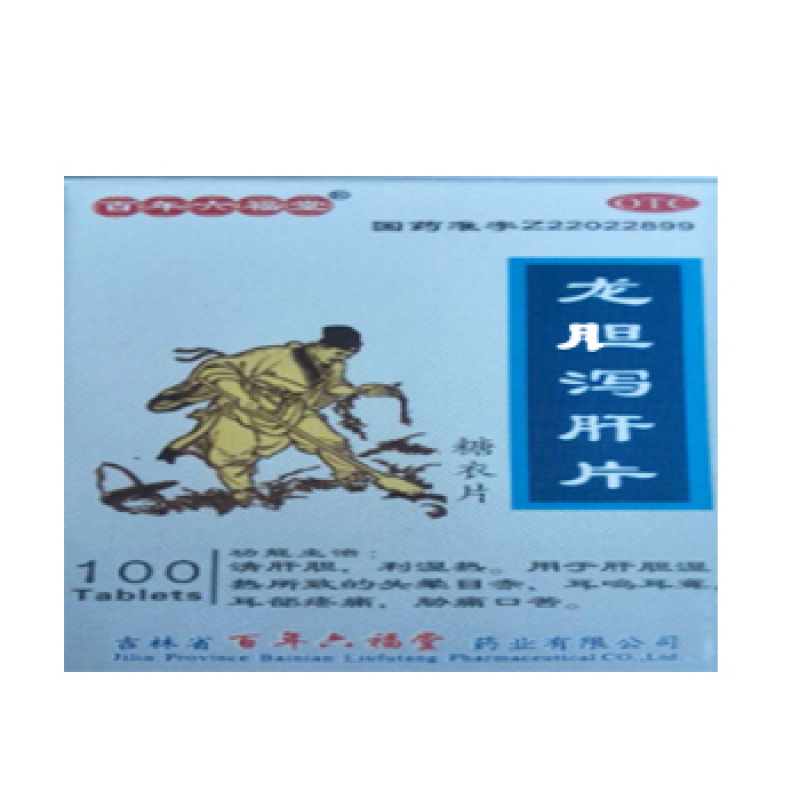 百年六福堂®
OTC
国药准字Z22022899
龙胆泻肝片
糖衣片
100
Tablets
功能主治:
清肝胆,利湿热。用于肝胆湿
热所致的头晕目赤,耳鸣耳聋,
耳部疼痛,胁痛口苦。
吉林省 百年六福堂 药业有限公司
Jilin Province Bainian Liufutang Pharmaceutical CO.,Ltd.